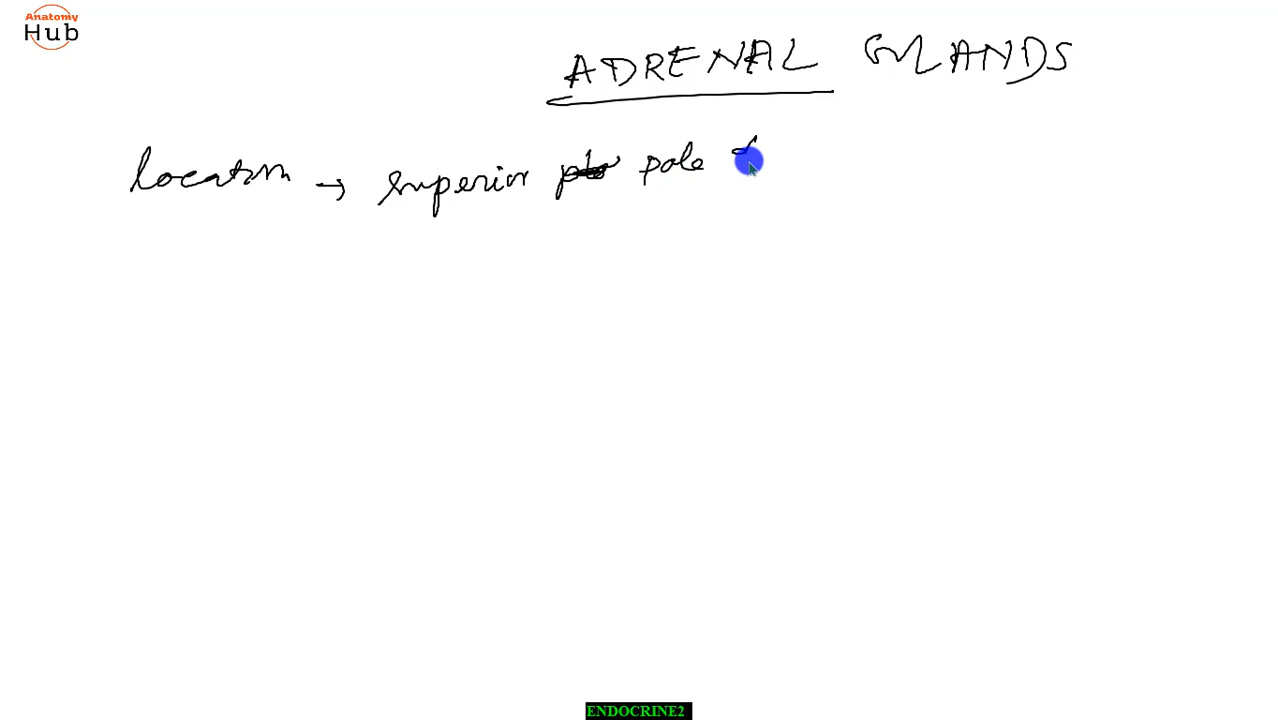 Anatomy
Hub
ADRENAL GLANDS
location → superior pole
ENDOCRINE2